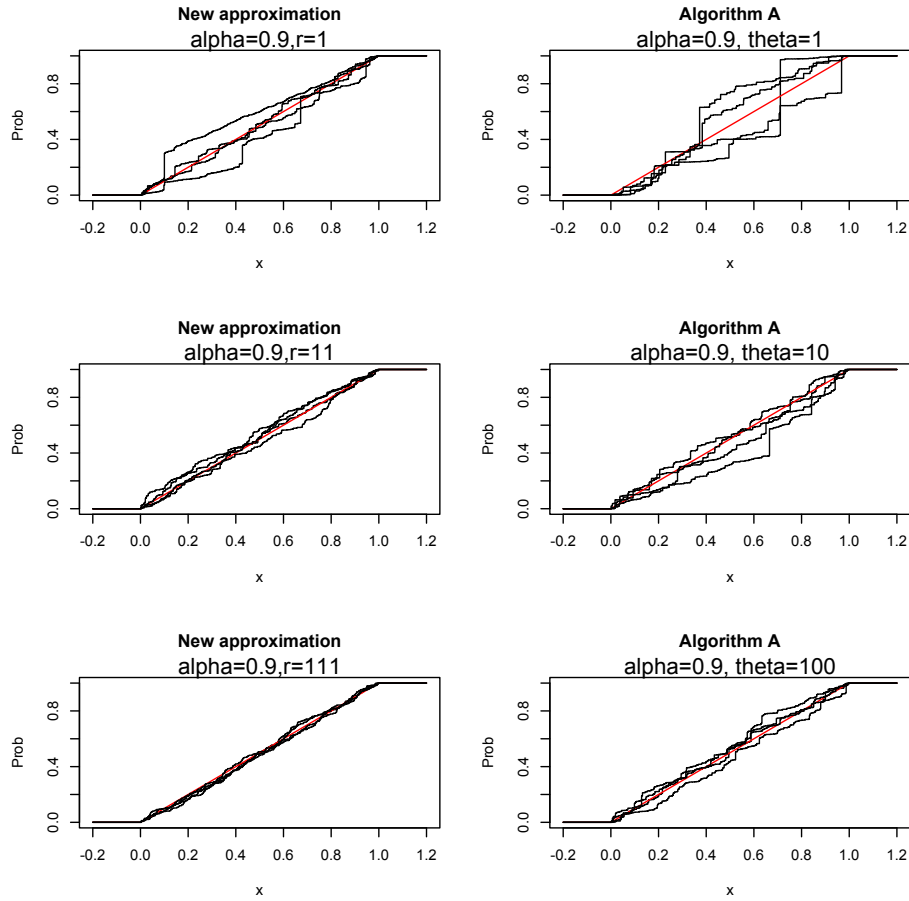 New approximation
alpha=0.9,r=1
Prob
0.0 0.4 0.8
-0.2 0.0 0.2 0.4 0.6 0.8 1.0 1.2
x
Algorithm A
alpha=0.9, theta=1
Prob
0.0 0.4 0.8
-0.2 0.0 0.2 0.4 0.6 0.8 1.0 1.2
x
New approximation
alpha=0.9,r=11
Prob
0.0 0.4 0.8
-0.2 0.0 0.2 0.4 0.6 0.8 1.0 1.2
x
Algorithm A
alpha=0.9, theta=10
Prob
0.0 0.4 0.8
-0.2 0.0 0.2 0.4 0.6 0.8 1.0 1.2
x
New approximation
alpha=0.9,r=111
Prob
0.0 0.4 0.8
-0.2 0.0 0.2 0.4 0.6 0.8 1.0 1.2
x
Algorithm A
alpha=0.9, theta=100
Prob
0.0 0.4 0.8
-0.2 0.0 0.2 0.4 0.6 0.8 1.0 1.2
x